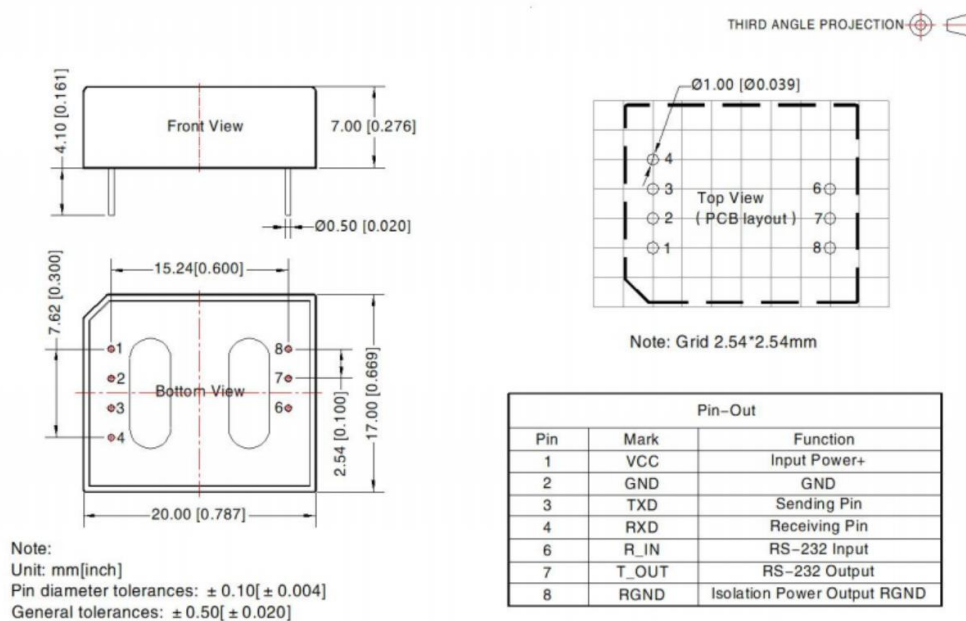 THIRD ANGLE PROJECTION
Front View
4.10 [0.161]
7.00 [0.276]
Ø0.50 [0.020]
15.24[0.600]
7.62 [0.300]
1
2
3
4
8
7
6
Bottom View
2.54 [0.100]
17.00 [0.669]
20.00 [0.787]
Note:
Unit: mm[inch]
Pin diameter tolerances: ±0.10[±0.004]
General tolerances: ±0.50[±0.020]
Ø1.00 [Ø0.039]
4
3
2
1
6
7
8
Top View
( PCB layout )
Note: Grid 2.54*2.54mm
Pin-Out
Pin Mark Function
1 VCC Input Power+
2 GND GND
3 TXD Sending Pin
4 RXD Receiving Pin
6 R_IN RS-232 Input
7 T_OUT RS-232 Output
8 RGND Isolation Power Output RGND